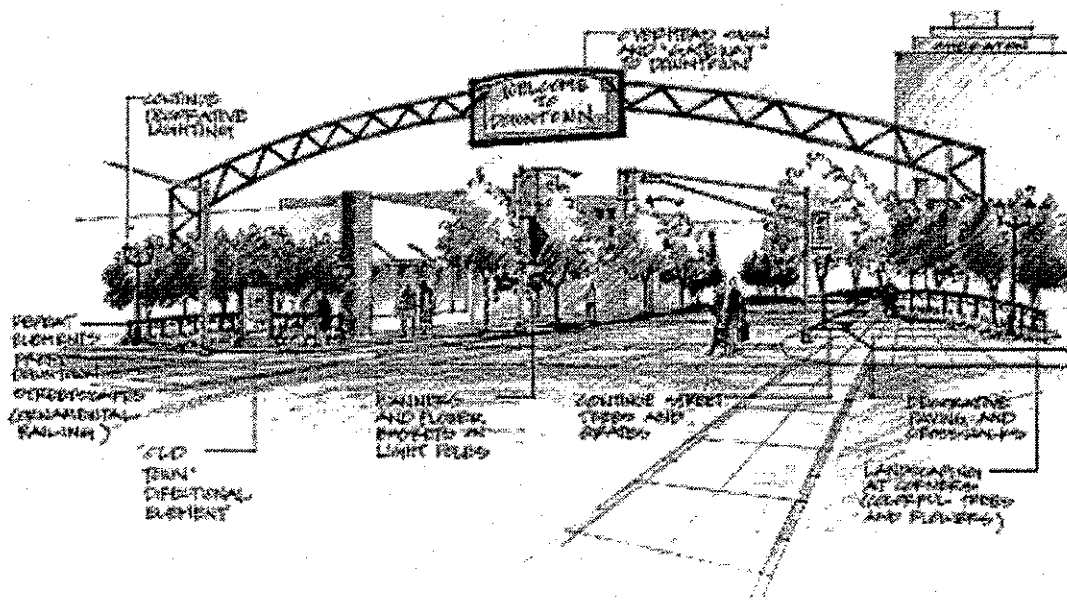 OVERHEAD SIGN
AND "GATEWAY"
TO DOWNTOWN
WELCOME
TO
DOWNTOWN
CONTINUE
DECORATIVE
LIGHTING
REPEAT
ELEMENTS
FROM
DOWNTOWN
STREETSCAPES
(ORNAMENTAL
RAILING)
"OLD
TOWN"
DIRECTIONAL
ELEMENT
BANNERS
AND FLOWER
BASKETS ON
LIGHT POLES
CONTINUE STREET
TREES AND
GRATES
DECORATIVE
PAVING AND
CROSSWALKS
LANDSCAPING
AT CORNERS
(COLORFUL TREES
AND FLOWERS)